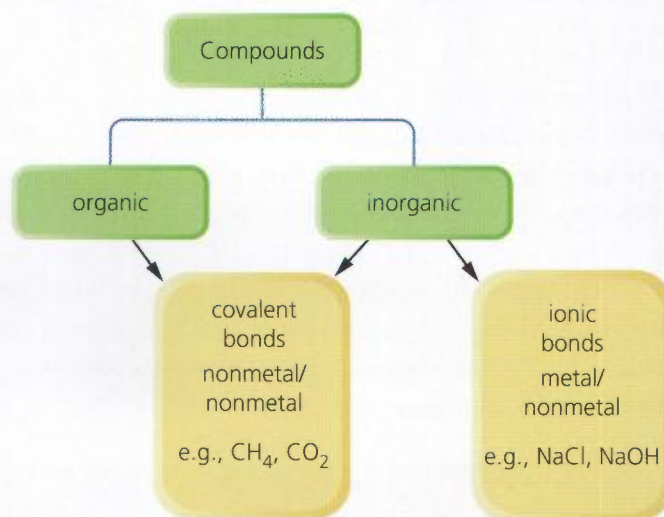 Compounds
organic
inorganic
covalent
bonds
nonmetal/
nonmetal
e.g., CH₄, CO₂
ionic
bonds
metal/
nonmetal
e.g., NaCl, NaOH